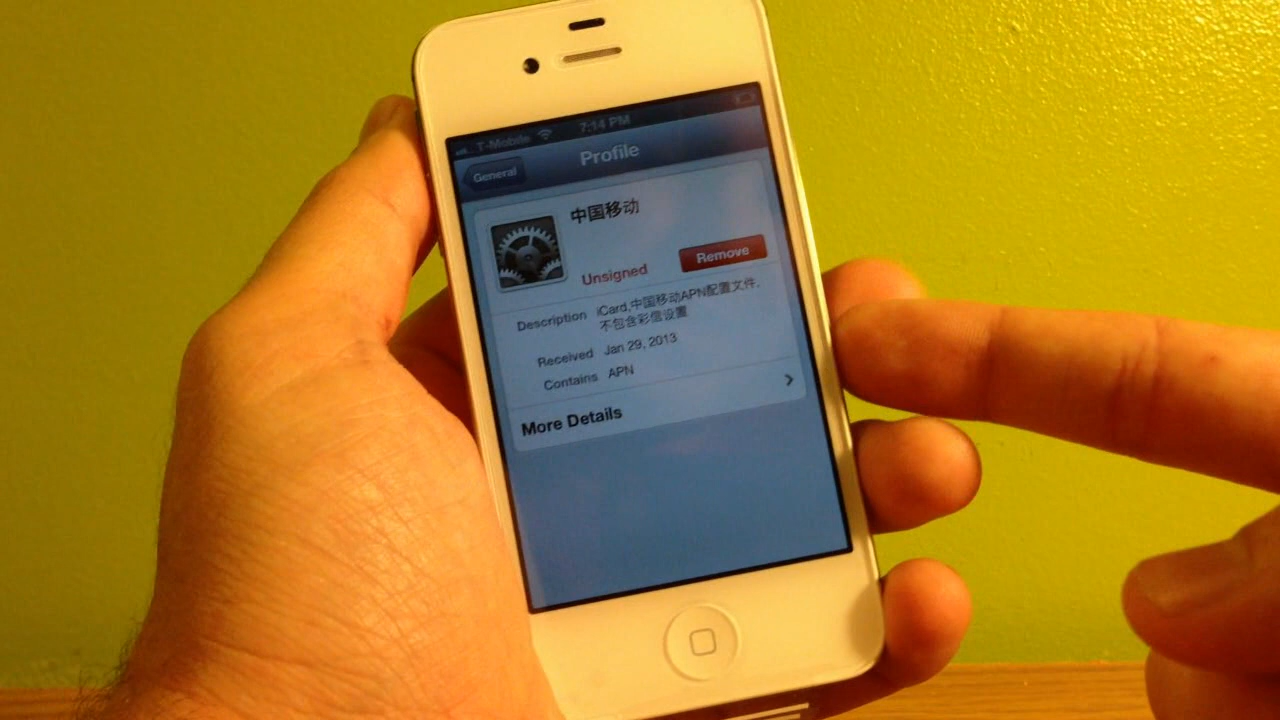 T-Mobile 7:14 PM
General
Profile
中国移动
Unsigned
Remove
Description iCard,中国移动APN配置文件,
不包含彩信设置
Received Jan 29, 2013
Contains APN
More Details